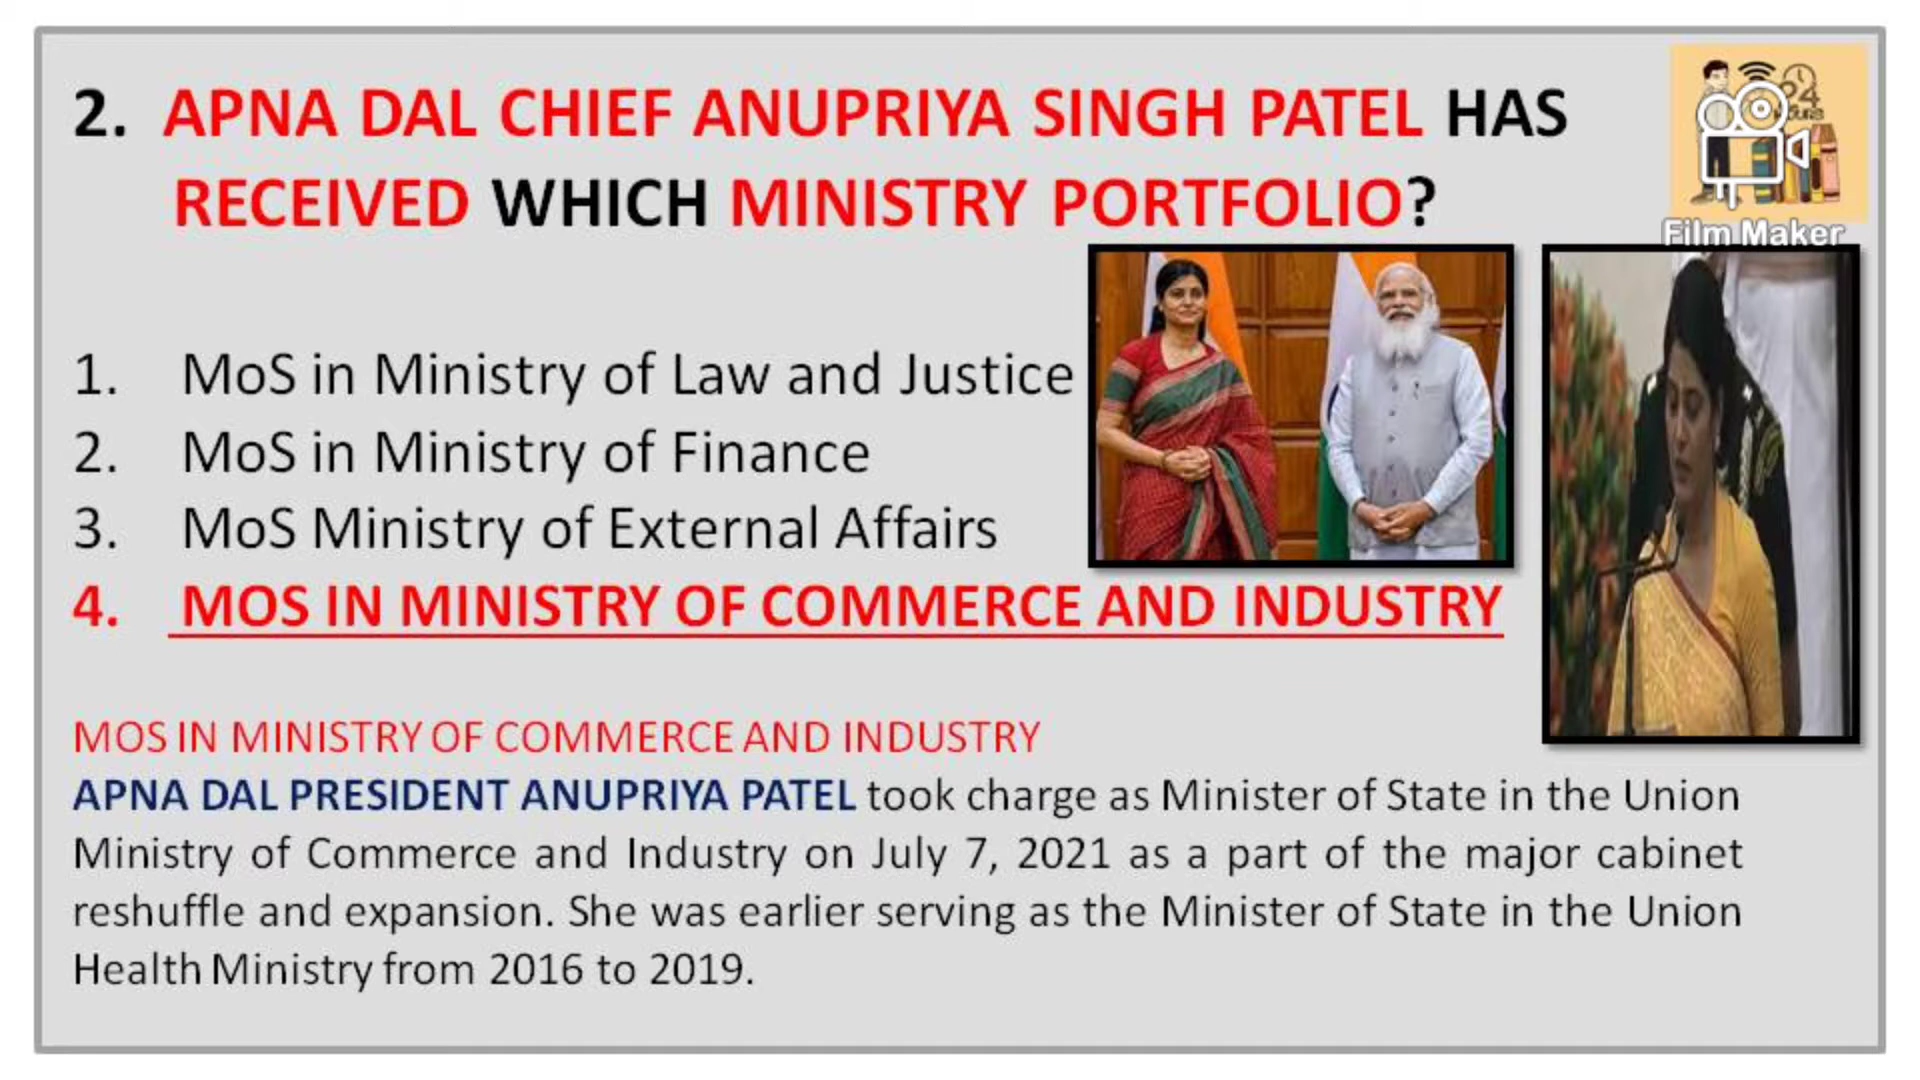 2. APNA DAL CHIEF ANUPRIYA SINGH PATEL HAS
RECEIVED WHICH MINISTRY PORTFOLIO?
24
HOURS
Film Maker
1. MoS in Ministry of Law and Justice
2. MoS in Ministry of Finance
3. MoS Ministry of External Affairs
4. MOS IN MINISTRY OF COMMERCE AND INDUSTRY
MOS IN MINISTRY OF COMMERCE AND INDUSTRY
APNA DAL PRESIDENT ANUPRIYA PATEL took charge as Minister of State in the Union
Ministry of Commerce and Industry on July 7, 2021 as a part of the major cabinet
reshuffle and expansion. She was earlier serving as the Minister of State in the Union
Health Ministry from 2016 to 2019.